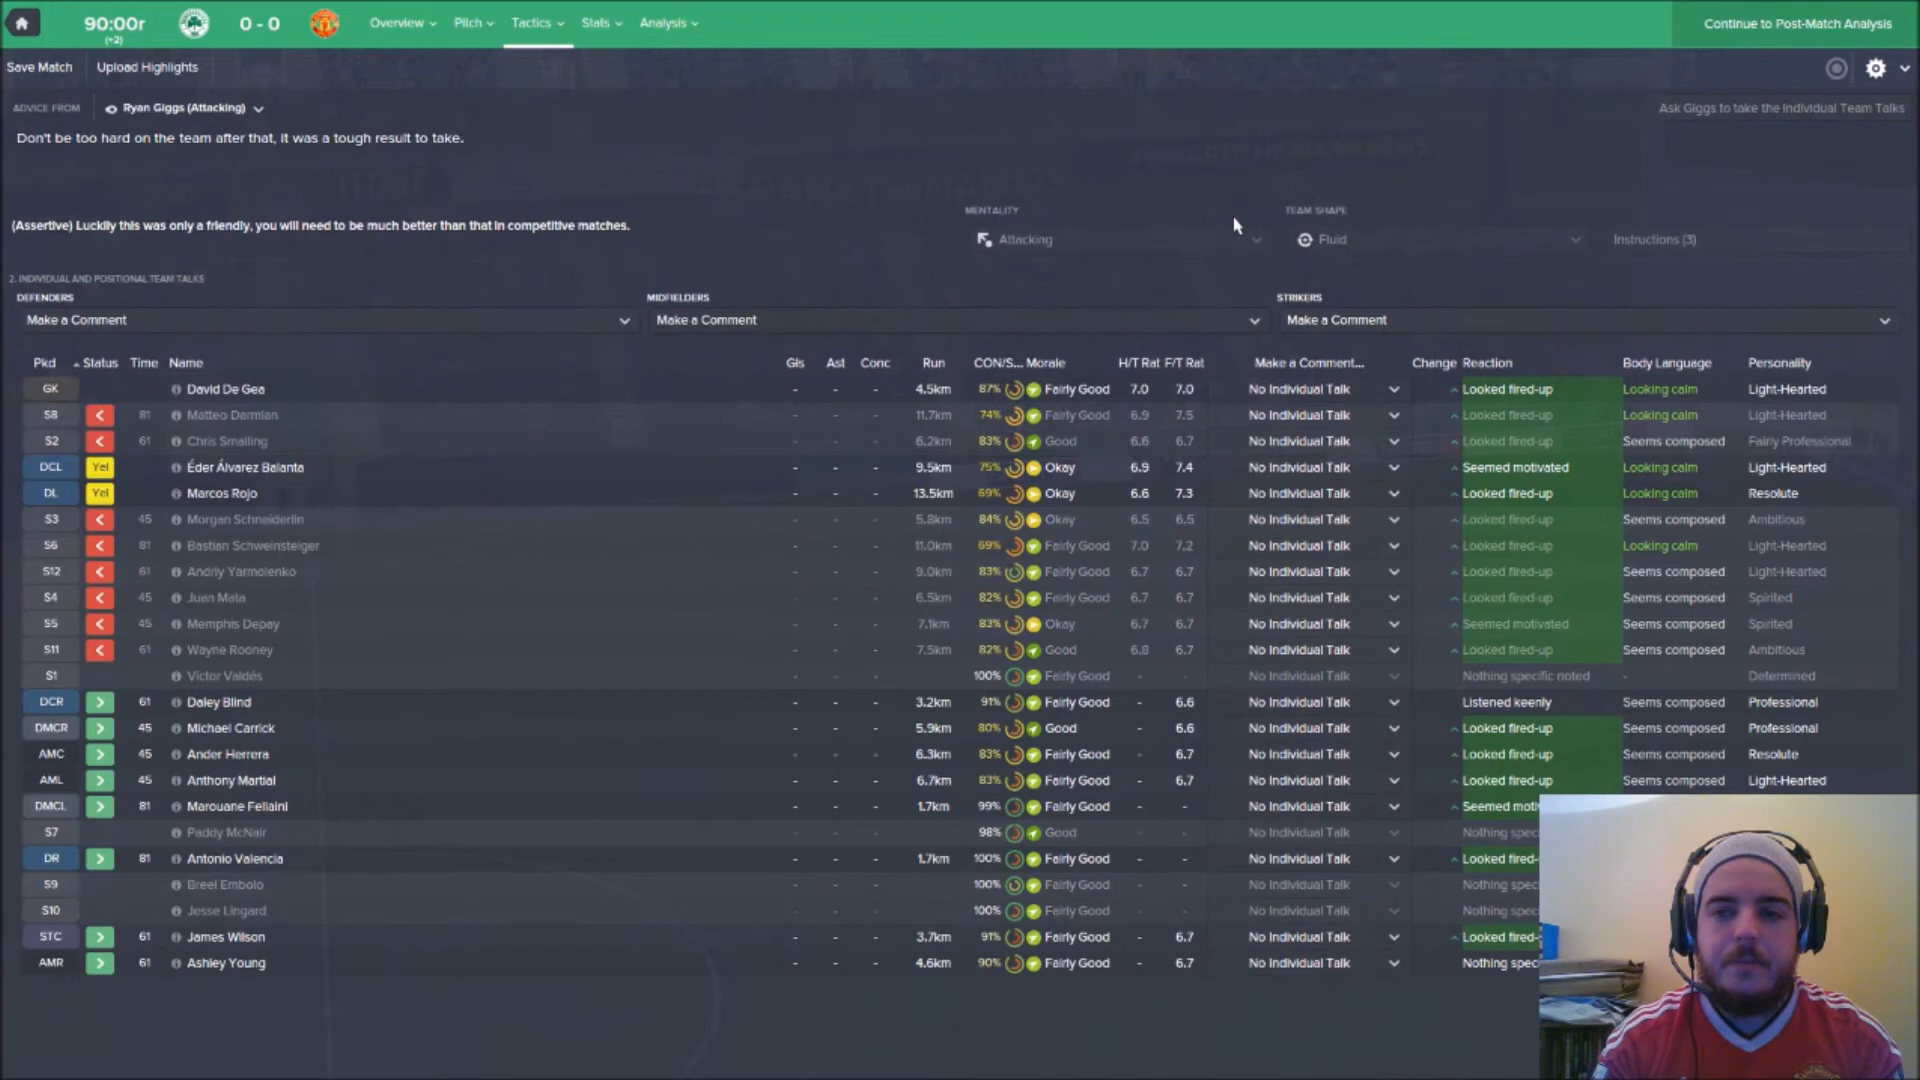 90:00r 0 - 0 Overview Pitch Tactics Stats Analysis Continue to Post-Match Analysis
(+2)
Save Match Upload Highlights
ADVICE FROM Ryan Giggs (Attacking) Ask Giggs to take the Individual Team Talks
Don't be too hard on the team after that, it was a tough result to take.
MENTALITY TEAM SHAPE
(Assertive) Luckily this was only a friendly, you will need to be much better than that in competitive matches.
Attacking Fluid Instructions (3)
2. INDIVIDUAL AND POSITIONAL TEAM TALKS
DEFENDERS MIDFIELDERS STRIKERS
Make a Comment Make a Comment Make a Comment
Pkd Status Time Name Gls Ast Conc Run CON/S... Morale H/T Rat F/T Rat Make a Comment... Change Reaction Body Language Personality
GK David De Gea - - - 4.5km 87% Fairly Good 7.0 7.0 No Individual Talk Looked fired-up Looking calm Light-Hearted
S8 81 Matteo Darmian - - - 11.7km 74% Fairly Good 6.9 7.5 No Individual Talk Looked fired-up Looking calm Light-Hearted
S2 61 Chris Smalling - - - 6.2km 83% Good 6.6 6.7 No Individual Talk Looked fired-up Seems composed Fairly Professional
DCL Yel Éder Álvarez Balanta - - - 9.5km 75% Okay 6.9 7.4 No Individual Talk Seemed motivated Looking calm Light-Hearted
DL Yel Marcos Rojo - - - 13.5km 69% Okay 6.6 7.3 No Individual Talk Looked fired-up Looking calm Resolute
S3 45 Morgan Schneiderlin - - - 5.8km 84% Okay 6.5 6.5 No Individual Talk Looked fired-up Seems composed Ambitious
S6 81 Bastian Schweinsteiger - - - 11.0km 69% Fairly Good 7.0 7.2 No Individual Talk Looked fired-up Looking calm Light-Hearted
S12 61 Andriy Yarmolenko - - - 9.0km 83% Fairly Good 6.7 6.7 No Individual Talk Looked fired-up Seems composed Light-Hearted
S4 45 Juan Mata - - - 6.5km 82% Fairly Good 6.7 6.7 No Individual Talk Looked fired-up Seems composed Spirited
S5 45 Memphis Depay - - - 7.1km 83% Okay 6.7 6.7 No Individual Talk Seemed motivated Seems composed Spirited
S11 61 Wayne Rooney - - - 7.5km 82% Good 6.8 6.7 No Individual Talk Looked fired-up Seems composed Ambitious
S1 Víctor Valdés - - - 100% Fairly Good - - No Individual Talk Nothing specific noted - Determined
DCR 61 Daley Blind - - - 3.2km 91% Fairly Good - 6.6 No Individual Talk Listened keenly Seems composed Professional
DMCR 45 Michael Carrick - - - 5.9km 80% Good - 6.6 No Individual Talk Looked fired-up Seems composed Professional
AMC 45 Ander Herrera - - - 6.3km 83% Fairly Good - 6.7 No Individual Talk Looked fired-up Seems composed Resolute
AML 45 Anthony Martial - - - 6.7km 83% Fairly Good - 6.7 No Individual Talk Looked fired-up Seems composed Light-Hearted
DMCL 81 Marouane Fellaini - - - 1.7km 99% Fairly Good - - No Individual Talk Seemed moti
S7 Paddy McNair - - - 98% Good - - No Individual Talk Nothing spec
DR 81 Antonio Valencia - - - 1.7km 100% Fairly Good - - No Individual Talk Looked fired-
S9 Breel Embolo - - - 100% Fairly Good - - No Individual Talk Nothing spec
S10 Jesse Lingard - - - 100% Fairly Good - - No Individual Talk Nothing spec
STC 61 James Wilson - - - 3.7km 91% Fairly Good - 6.7 No Individual Talk Looked fired-
AMR 61 Ashley Young - - - 4.6km 90% Fairly Good - 6.7 No Individual Talk Nothing spec